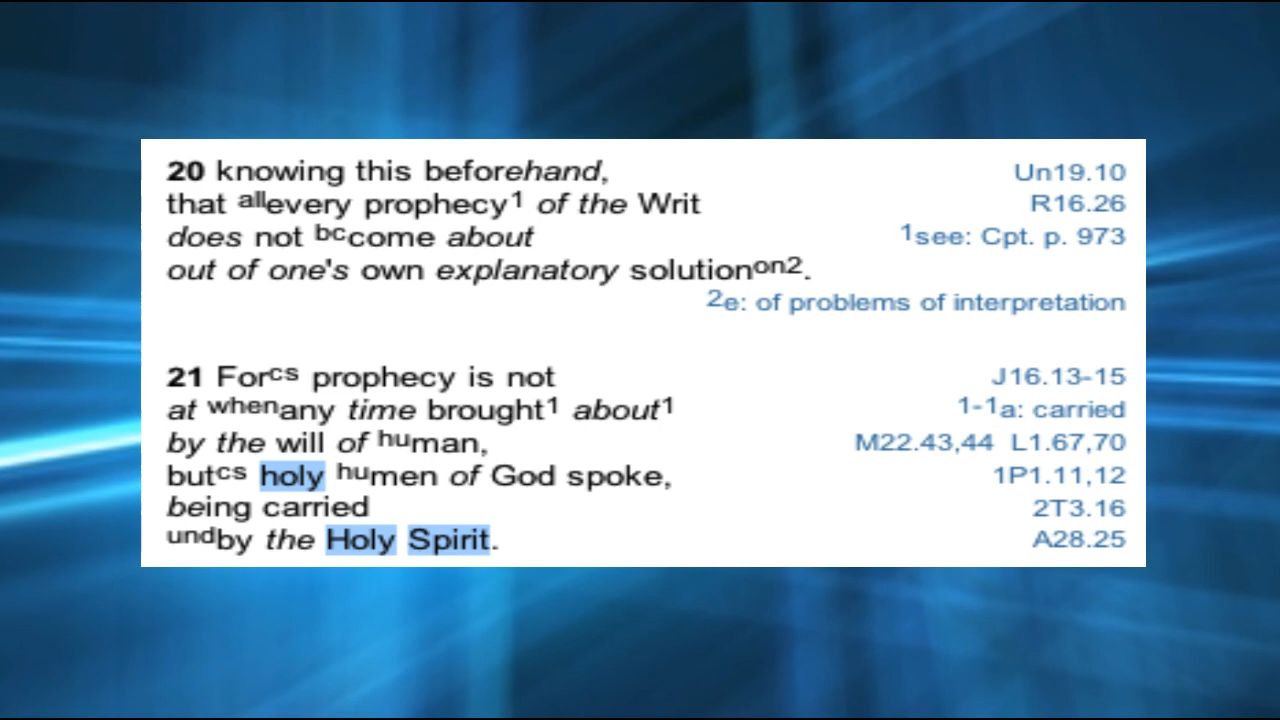 20 knowing this beforehand, Un19.10
that allevery prophecy1 of the Writ R16.26
does not bccome about 1see: Cpt. p. 973
out of one's own explanatory solutionon2.
2e: of problems of interpretation
21 Forcs prophecy is not J16.13-15
at whenany time brought1 about1 1-1a: carried
by the will of human, M22.43,44 L1.67,70
butcs holy humen of God spoke, 1P1.11,12
being carried 2T3.16
undby the Holy Spirit. A28.25